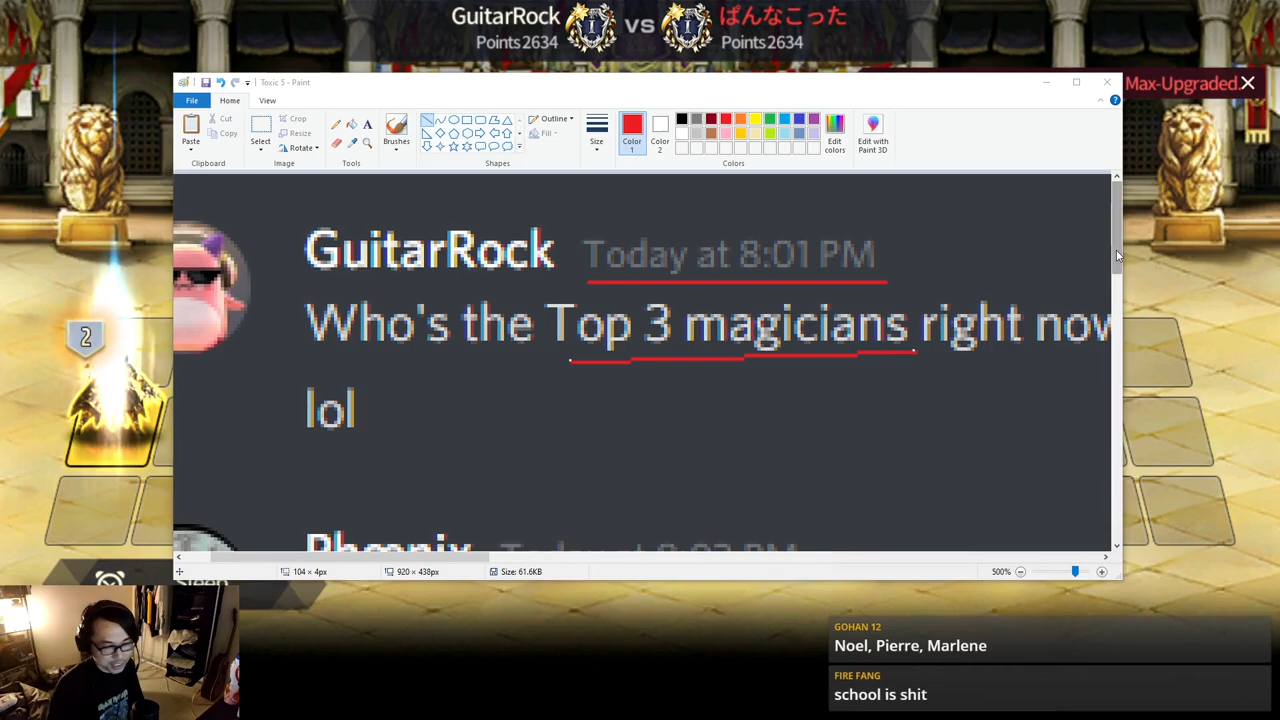 GuitarRock VS ぱんなこった
Points 2634 I I Points 2634
Max-Upgraded.
Toxic 5 - Paint
File Home View
Paste
Cut
Copy
Clipboard
Select
Crop
Resize
Rotate
Image
Tools
Brushes
Shapes
Outline
Fill
Size
Color 1
Color 2
Colors
Edit colors
Edit with Paint 3D
GuitarRock Today at 8:01 PM
Who's the Top 3 magicians right now
lol
Phoenix
2
104 × 4px 920 × 438px Size: 61.6KB 500%
Sleep
GOHAN 12
Noel, Pierre, Marlene
FIRE FANG
school is shit